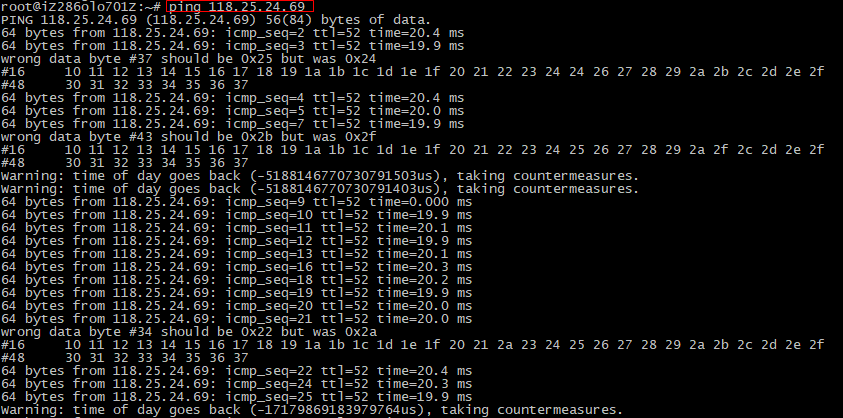 root@iZ286olo701Z:~# ping 118.25.24.69
PING 118.25.24.69 (118.25.24.69) 56(84) bytes of data.
64 bytes from 118.25.24.69: icmp_seq=2 ttl=52 time=20.4 ms
64 bytes from 118.25.24.69: icmp_seq=3 ttl=52 time=19.9 ms
wrong data byte #37 should be 0x25 but was 0x24
#16 10 11 12 13 14 15 16 17 18 19 1a 1b 1c 1d 1e 1f 20 21 22 23 24 24 26 27 28 29 2a 2b 2c 2d 2e 2f
#48 30 31 32 33 34 35 36 37
64 bytes from 118.25.24.69: icmp_seq=4 ttl=52 time=20.4 ms
64 bytes from 118.25.24.69: icmp_seq=5 ttl=52 time=20.0 ms
64 bytes from 118.25.24.69: icmp_seq=7 ttl=52 time=19.9 ms
wrong data byte #43 should be 0x2b but was 0x2f
#16 10 11 12 13 14 15 16 17 18 19 1a 1b 1c 1d 1e 1f 20 21 22 23 24 25 26 27 28 29 2a 2f 2c 2d 2e 2f
#48 30 31 32 33 34 35 36 37
Warning: time of day goes back (-5188146770730791503us), taking countermeasures.
Warning: time of day goes back (-5188146770730791403us), taking countermeasures.
64 bytes from 118.25.24.69: icmp_seq=9 ttl=52 time=0.000 ms
64 bytes from 118.25.24.69: icmp_seq=10 ttl=52 time=19.9 ms
64 bytes from 118.25.24.69: icmp_seq=11 ttl=52 time=20.1 ms
64 bytes from 118.25.24.69: icmp_seq=12 ttl=52 time=19.9 ms
64 bytes from 118.25.24.69: icmp_seq=13 ttl=52 time=20.1 ms
64 bytes from 118.25.24.69: icmp_seq=16 ttl=52 time=20.3 ms
64 bytes from 118.25.24.69: icmp_seq=18 ttl=52 time=20.2 ms
64 bytes from 118.25.24.69: icmp_seq=19 ttl=52 time=19.9 ms
64 bytes from 118.25.24.69: icmp_seq=20 ttl=52 time=20.0 ms
64 bytes from 118.25.24.69: icmp_seq=21 ttl=52 time=20.0 ms
wrong data byte #34 should be 0x22 but was 0x2a
#16 10 11 12 13 14 15 16 17 18 19 1a 1b 1c 1d 1e 1f 20 21 2a 23 24 25 26 27 28 29 2a 2b 2c 2d 2e 2f
#48 30 31 32 33 34 35 36 37
64 bytes from 118.25.24.69: icmp_seq=22 ttl=52 time=20.4 ms
64 bytes from 118.25.24.69: icmp_seq=24 ttl=52 time=20.3 ms
64 bytes from 118.25.24.69: icmp_seq=25 ttl=52 time=19.9 ms
Warning: time of day goes back (-17179869183979764us), taking countermeasures.